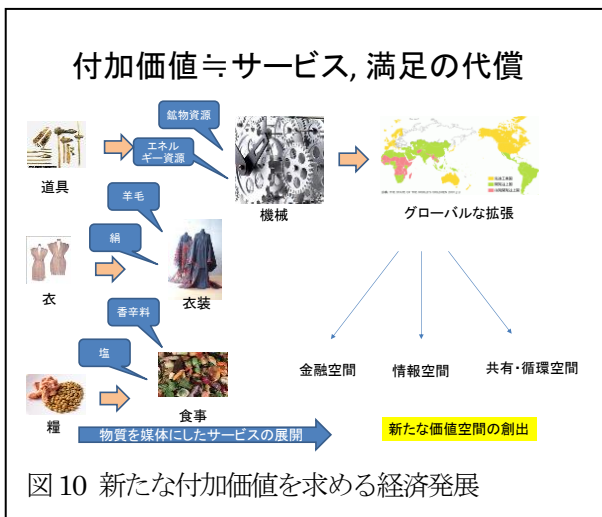 付加価値≒サービス, 満足の代償
鉱物資源
エネル
ギー資源
道具
機械
グローバルな拡張
羊毛
絹
衣
衣装
香辛料
塩
糧
食事
金融空間
情報空間
共有・循環空間
物質を媒体にしたサービスの展開
新たな価値空間の創出
図 10 新たな付加価値を求める経済発展